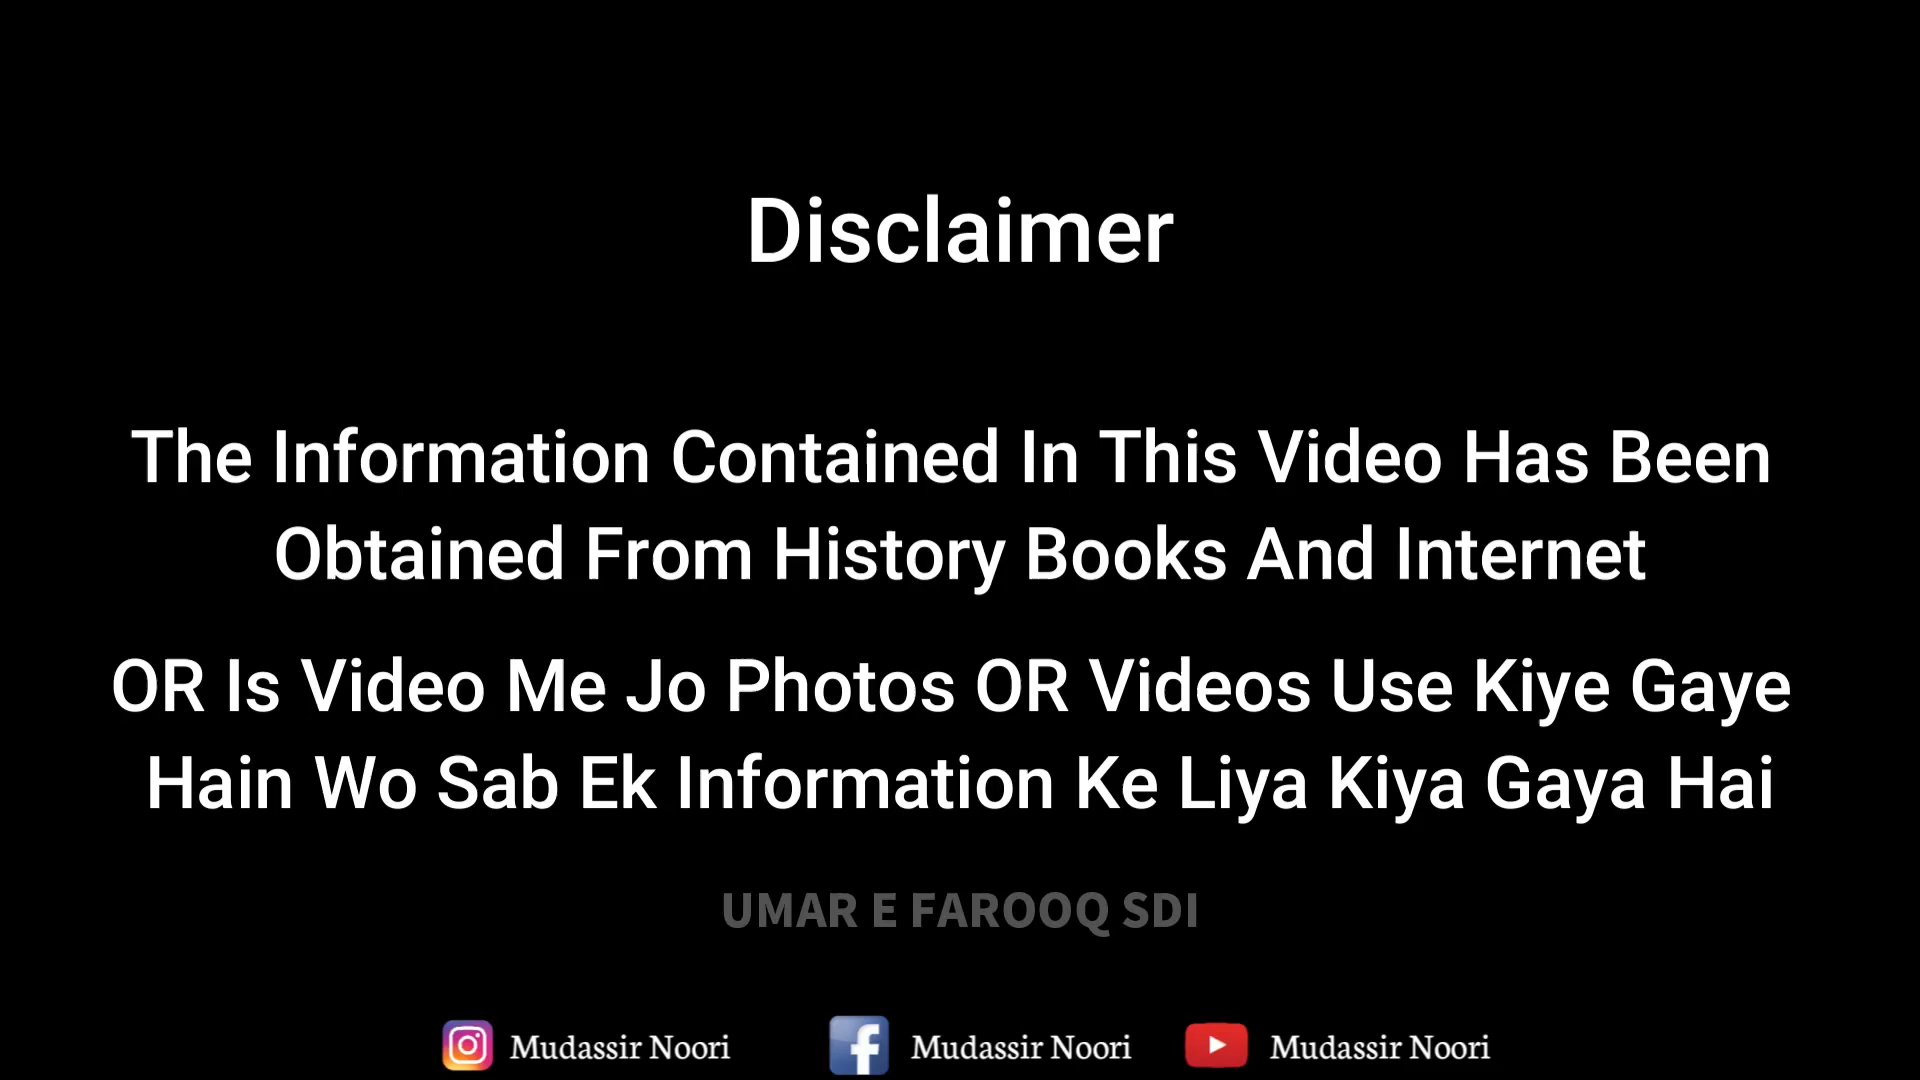 Disclaimer
The Information Contained In This Video Has Been
Obtained From History Books And Internet
OR Is Video Me Jo Photos OR Videos Use Kiye Gaye
Hain Wo Sab Ek Information Ke Liya Kiya Gaya Hai
UMAR E FAROOQ SDI
Mudassir Noori Mudassir Noori Mudassir Noori